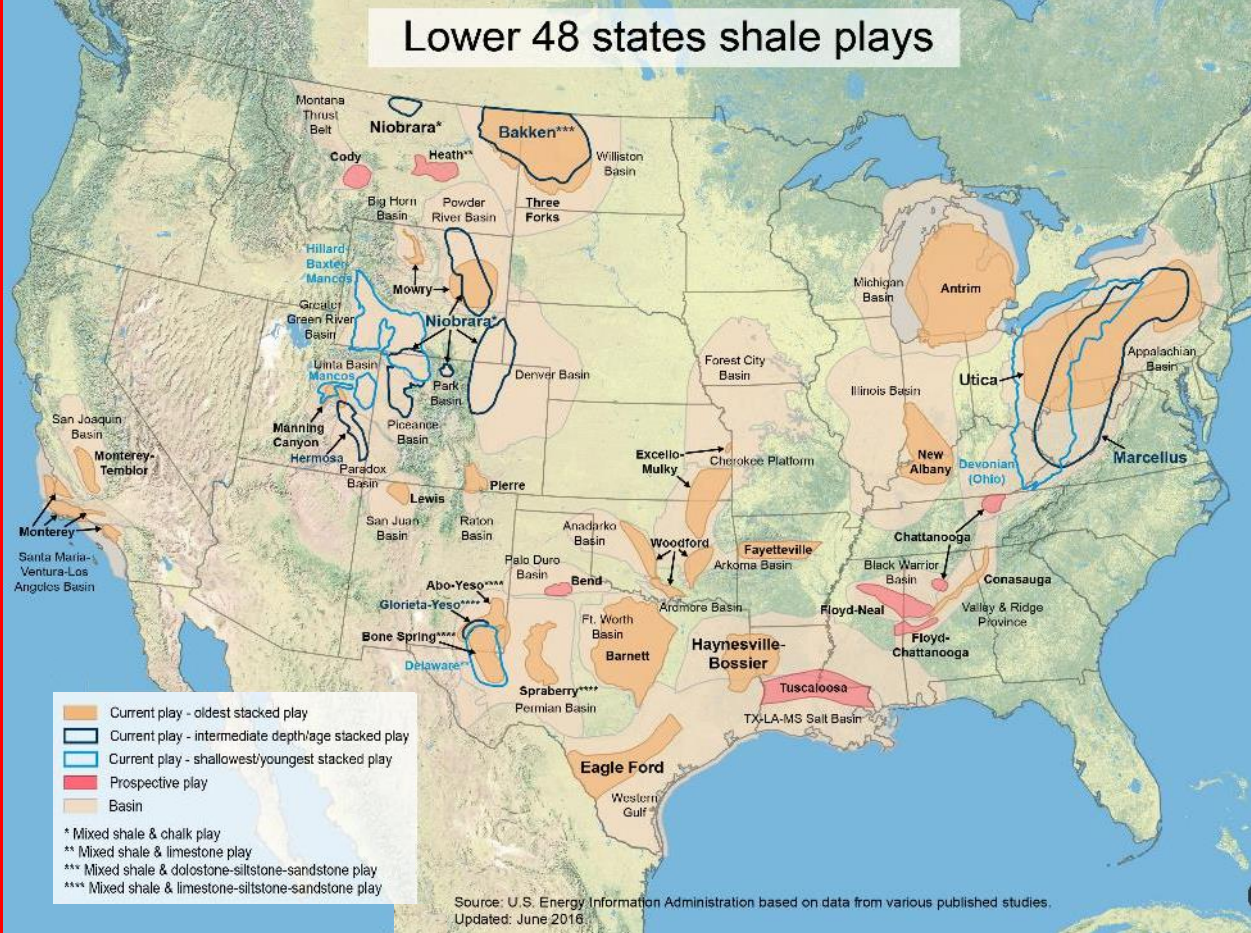 Lower 48 states shale plays
Montana
Thrust
Belt
Niobrara*
Bakken***
Williston
Basin
Cody
Heath**
Big Horn
Basin
Powder
River Basin
Three
Forks
Hillard-
Baxter-
Mancos
Mowry
Greater
Green River
Basin
Niobrara*
Michigan
Basin
Antrim
Uinta Basin
Mancos
Park
Basin
Denver Basin
Forest City
Basin
Illinois Basin
Utica
Appalachian
Basin
San Joaquin
Basin
Monterey-
Temblor
Manning
Canyon
Hermosa
Piceance
Basin
Paradox
Basin
Excello-
Mulky
Cherokee Platform
New
Albany
Devonian
(Ohio)
Marcellus
Lewis
Pierre
Monterey
San Juan
Basin
Raton
Basin
Anadarko
Basin
Woodford
Fayetteville
Arkoma Basin
Chattanooga
Santa Maria-
Ventura-Los
Angeles Basin
Palo Duro
Basin
Bend
Black Warrior
Basin
Conasauga
Abo-Yeso****
Glorieta-Yeso****
Ardmore Basin
Floyd-Neal
Valley & Ridge
Province
Bone Spring****
Delaware**
Ft. Worth
Basin
Barnett
Haynesville-
Bossier
Floyd-
Chattanooga
Spraberry****
Permian Basin
Tuscaloosa
TX-LA-MS Salt Basin
Eagle Ford
Western
Gulf
Current play - oldest stacked play
Current play - intermediate depth/age stacked play
Current play - shallowest/youngest stacked play
Prospective play
Basin
* Mixed shale & chalk play
** Mixed shale & limestone play
*** Mixed shale & dolostone-siltstone-sandstone play
**** Mixed shale & limestone-siltstone-sandstone play
Source: U.S. Energy Information Administration based on data from various published studies.
Updated: June 2016